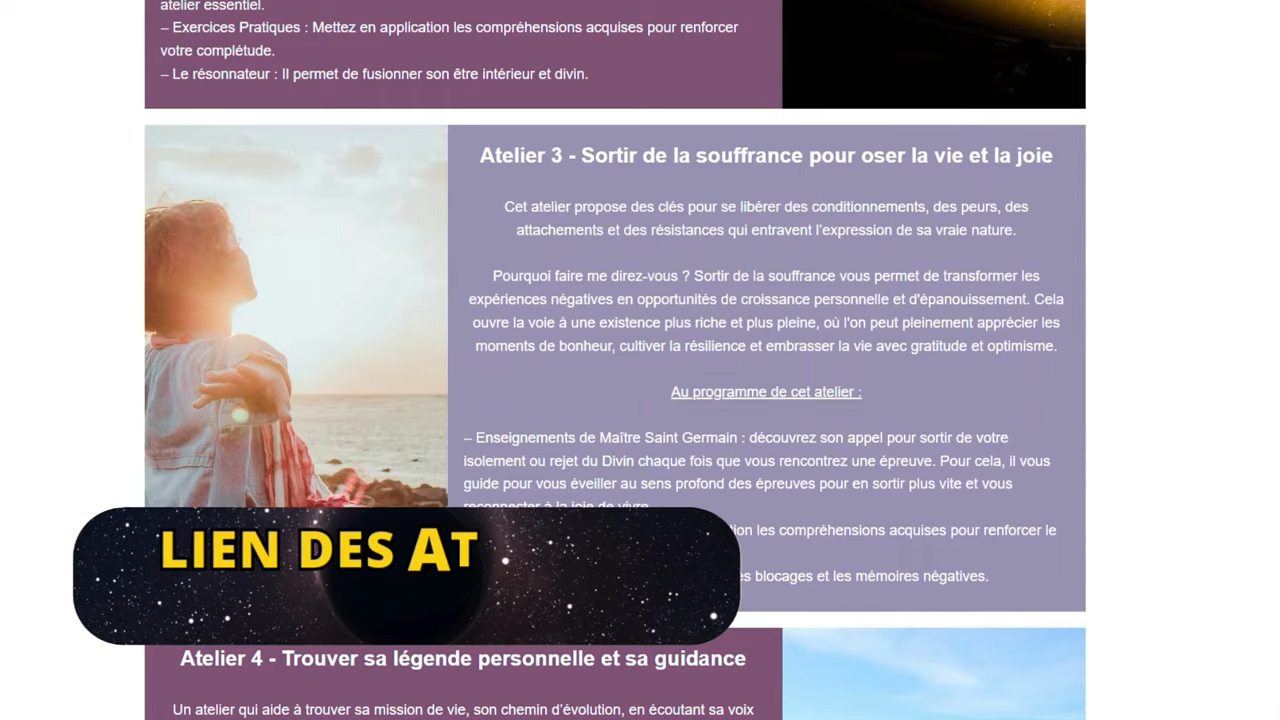 atelier essentiel.
– Exercices Pratiques : Mettez en application les compréhensions acquises pour renforcer
votre complétude.
– Le résonnateur : Il permet de fusionner son être intérieur et divin.
Atelier 3 - Sortir de la souffrance pour oser la vie et la joie
Cet atelier propose des clés pour se libérer des conditionnements, des peurs, des
attachements et des résistances qui entravent l'expression de sa vraie nature.
Pourquoi faire me direz-vous ? Sortir de la souffrance vous permet de transformer les
expériences négatives en opportunités de croissance personnelle et d'épanouissement. Cela
ouvre la voie à une existence plus riche et plus pleine, où l'on peut pleinement apprécier les
moments de bonheur, cultiver la résilience et embrasser la vie avec gratitude et optimisme.
Au programme de cet atelier :
– Enseignements de Maître Saint Germain : découvrez son appel pour sortir de votre
isolement ou rejet du Divin chaque fois que vous rencontrez une épreuve. Pour cela, il vous
guide pour vous éveiller au sens profond des épreuves pour en sortir plus vite et vous
reconnecter à la joie de vivre.
les compréhensions acquises pour renforcer le
blocages et les mémoires négatives.
LIEN DES AT
Atelier 4 - Trouver sa légende personnelle et sa guidance
Un atelier qui aide à trouver sa mission de vie, son chemin d'évolution, en écoutant sa voix